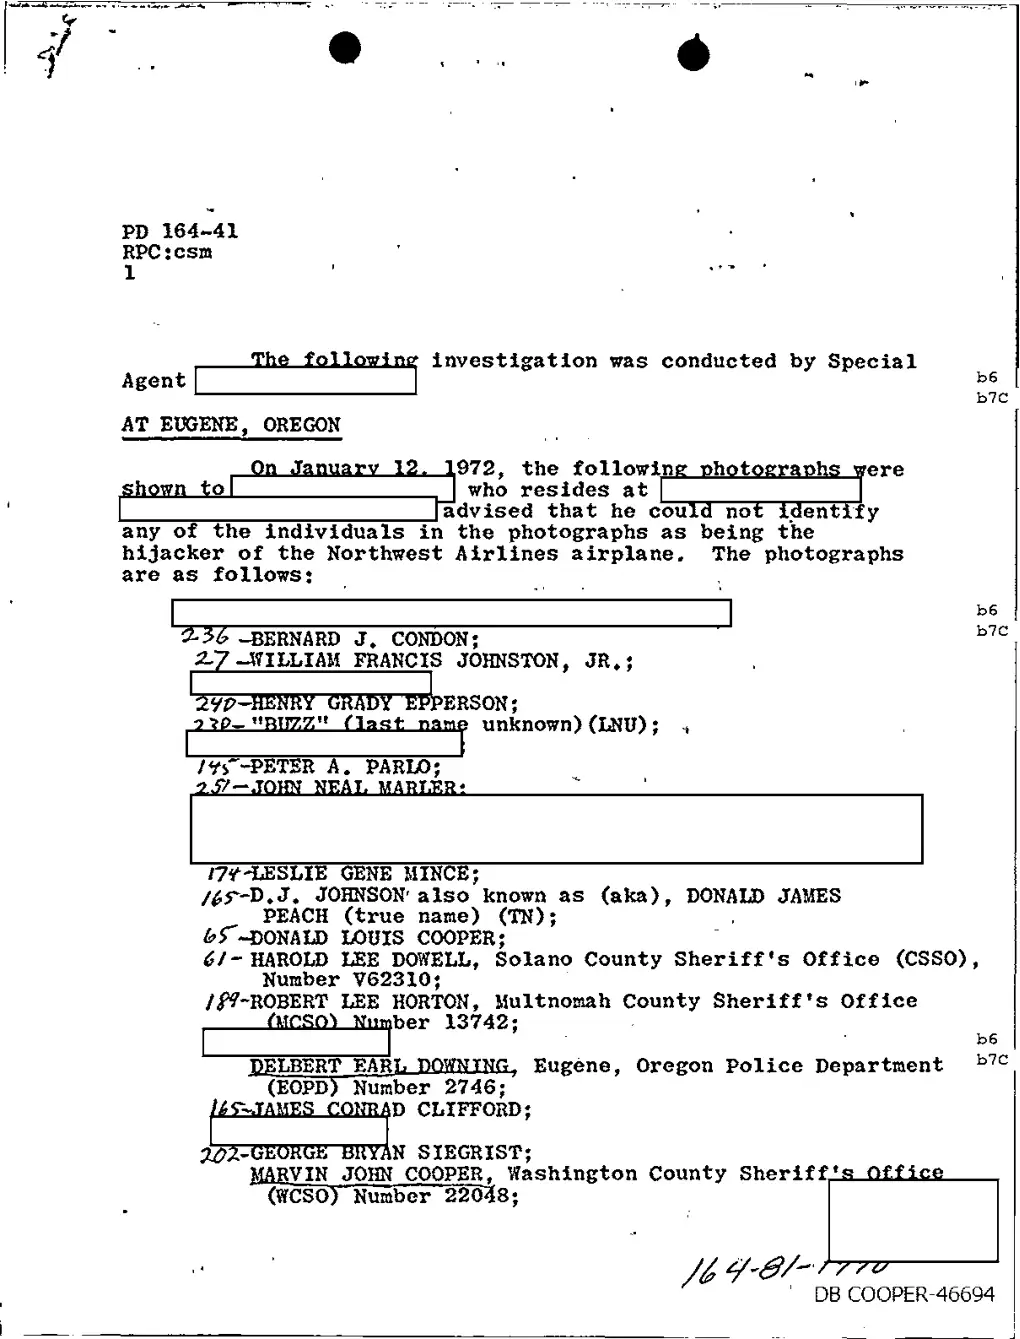 PD 164-41
RPC:csm
1
The following investigation was conducted by Special
Agent
b6
b7C
AT EUGENE, OREGON
On January 12, 1972, the following photographs were
shown to who resides at
advised that he could not identify
any of the individuals in the photographs as being the
hijacker of the Northwest Airlines airplane. The photographs
are as follows:
b6
b7C
236 -BERNARD J. CONDON;
27 -WILLIAM FRANCIS JOHNSTON, JR.;
240-HENRY GRADY EPPERSON;
230- "BUZZ" (last name unknown)(LNU);
;
145-PETER A. PARLO;
251-JOHN NEAL MARLER;
174-LESLIE GENE MINCE;
165-D.J. JOHNSON also known as (aka), DONALD JAMES
PEACH (true name) (TN);
65-DONALD LOUIS COOPER;
61- HAROLD LEE DOWELL, Solano County Sheriff's Office (CSSO),
Number V62310;
189-ROBERT LEE HORTON, Multnomah County Sheriff's Office
(MCSO) Number 13742;
b6
b7C
DELBERT EARL DOWNING, Eugene, Oregon Police Department
(EOPD) Number 2746;
165-JAMES CONRAD CLIFFORD;
202-GEORGE BRYAN SIEGRIST;
MARVIN JOHN COOPER, Washington County Sheriff's Office
(WCSO) Number 22048;
164-81-
DB COOPER-46694